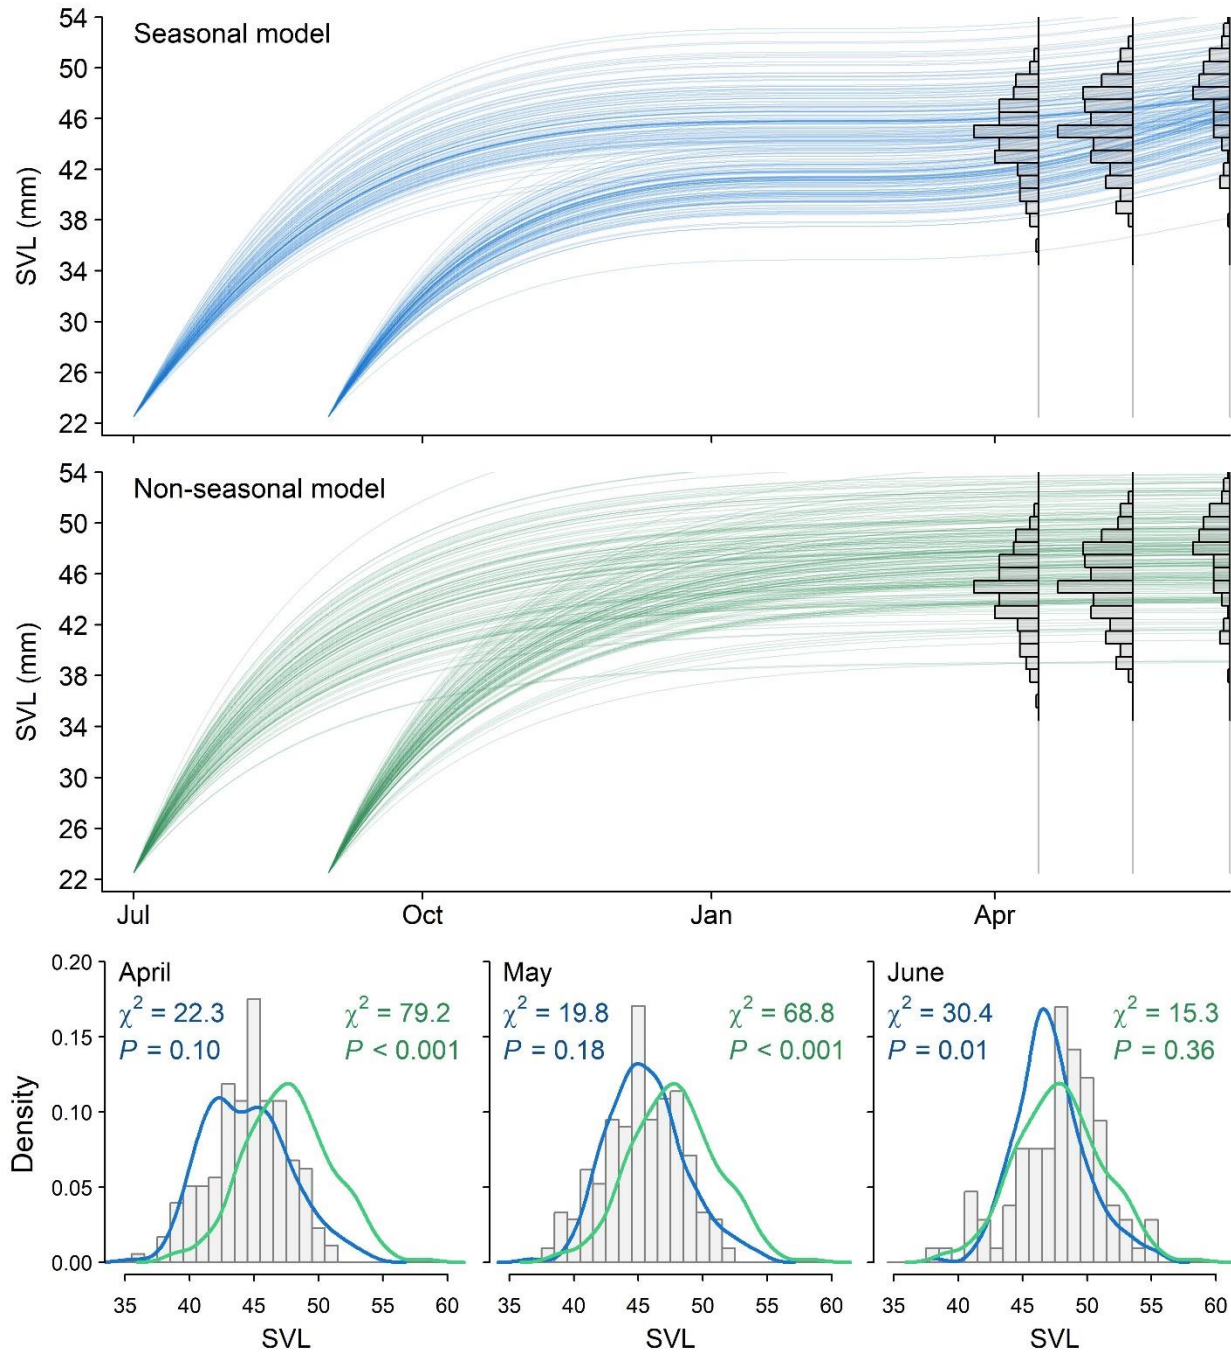 Seasonal model
54
50
46
42
38
34
30
26
22
SVL (mm)
Non-seasonal model
54
50
46
42
38
34
30
26
22
SVL (mm)
Jul Oct Jan Apr
0.20
0.15
0.10
0.05
0.00
Density
April
χ² = 22.3 χ² = 79.2
P = 0.10 P < 0.001
35 40 45 50 55 60
SVL
May
χ² = 19.8 χ² = 68.8
P = 0.18 P < 0.001
35 40 45 50 55 60
SVL
June
χ² = 30.4 χ² = 15.3
P = 0.01 P = 0.36
35 40 45 50 55 60
SVL